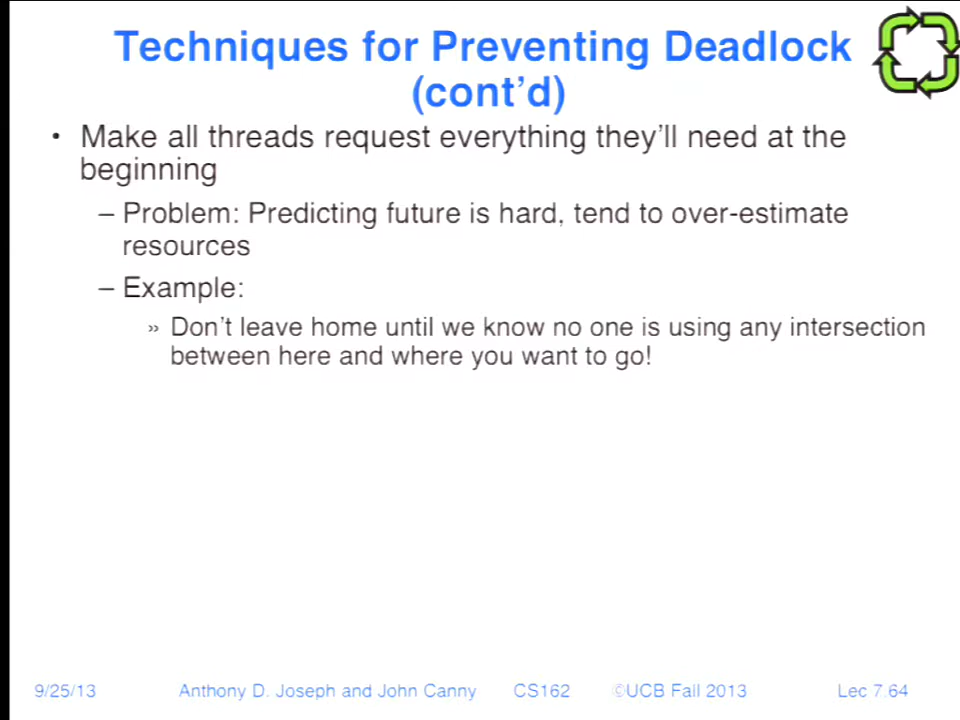 Techniques for Preventing Deadlock
(cont'd)
• Make all threads request everything they'll need at the
beginning
– Problem: Predicting future is hard, tend to over-estimate
resources
– Example:
» Don't leave home until we know no one is using any intersection
between here and where you want to go!
9/25/13 Anthony D. Joseph and John Canny CS162 ©UCB Fall 2013 Lec 7.64